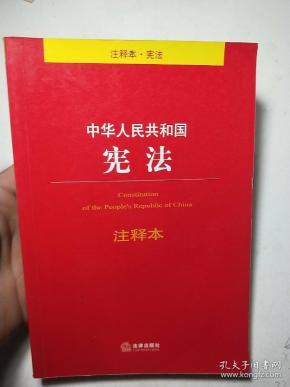 注释本·宪法
中华人民共和国
宪法
Constitution
of the People's Republic of China
注释本
法律出版社
孔夫子旧书网